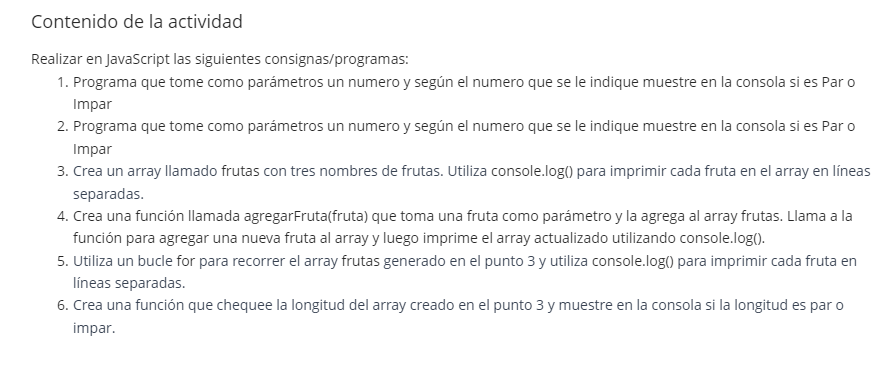 Contenido de la actividad
Realizar en JavaScript las siguientes consignas/programas:
1. Programa que tome como parámetros un numero y según el numero que se le indique muestre en la consola si es Par o
Impar
2. Programa que tome como parámetros un numero y según el numero que se le indique muestre en la consola si es Par o
Impar
3. Crea un array llamado frutas con tres nombres de frutas. Utiliza console.log() para imprimir cada fruta en el array en líneas
separadas.
4. Crea una función llamada agregarFruta(fruta) que toma una fruta como parámetro y la agrega al array frutas. Llama a la
función para agregar una nueva fruta al array y luego imprime el array actualizado utilizando console.log().
5. Utiliza un bucle for para recorrer el array frutas generado en el punto 3 y utiliza console.log() para imprimir cada fruta en
líneas separadas.
6. Crea una función que chequee la longitud del array creado en el punto 3 y muestre en la consola si la longitud es par o
impar.